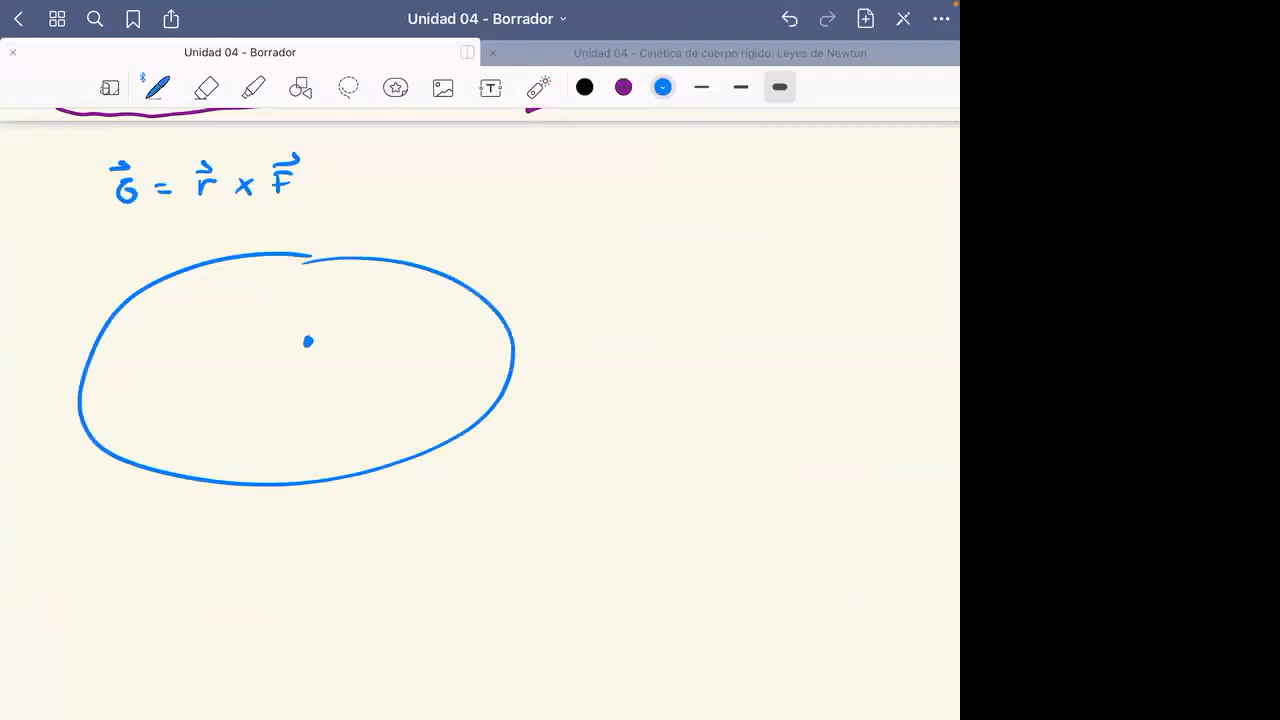 Unidad 04 - Borrador
Unidad 04 - Borrador
Unidad 04 - Cinética de cuerpo rígido. Leyes de Newton
T
G⃗ = r⃗ × F⃗